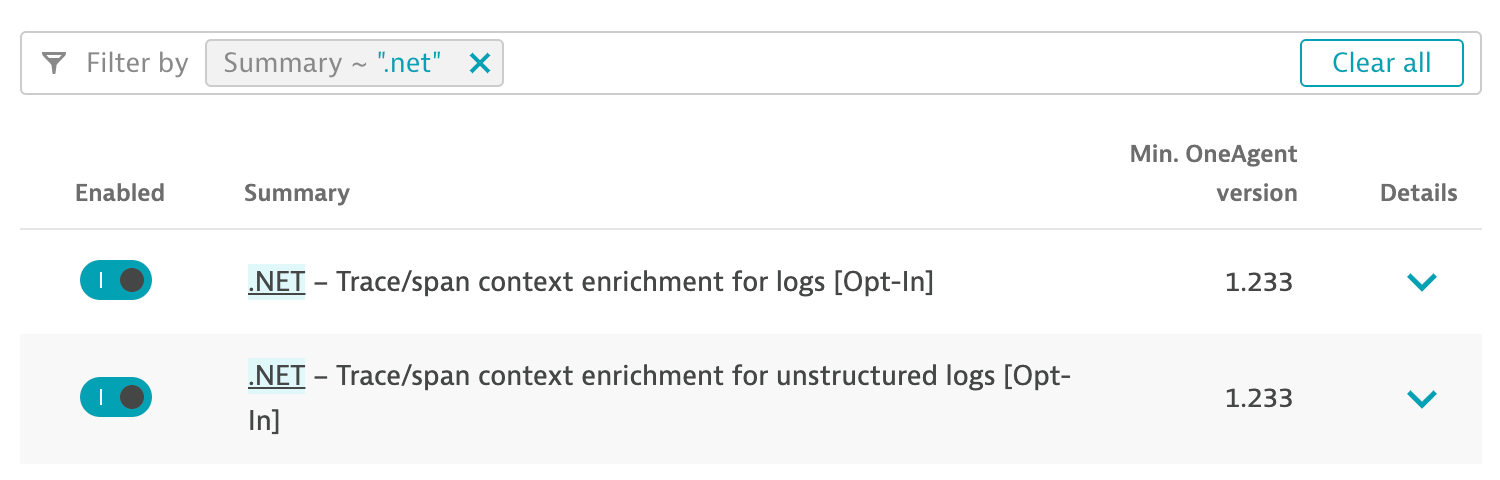 Filter by Summary ~ ".net" Clear all
Min. OneAgent
Enabled Summary version Details
.NET – Trace/span context enrichment for logs [Opt-In] 1.233
.NET – Trace/span context enrichment for unstructured logs [Opt-
In] 1.233